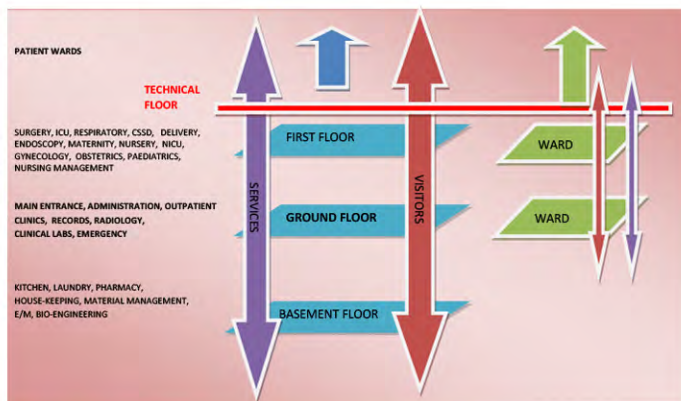 PATIENT WARDS
TECHNICAL
FLOOR
SURGERY, ICU, RESPIRATORY, CSSD, DELIVERY,
ENDOSCOPY, MATERNITY, NURSERY, NICU,
GYNECOLOGY, OBSTETRICS, PAEDIATRICS,
NURSING MANAGEMENT
FIRST FLOOR
WARD
MAIN ENTRANCE, ADMINISTRATION, OUTPATIENT
CLINICS, RECORDS, RADIOLOGY,
CLINICAL LABS, EMERGENCY
SERVICES
GROUND FLOOR
VISITORS
WARD
KITCHEN, LAUNDRY, PHARMACY,
HOUSE-KEEPING, MATERIAL MANAGEMENT,
E/M, BIO-ENGINEERING
BASEMENT FLOOR